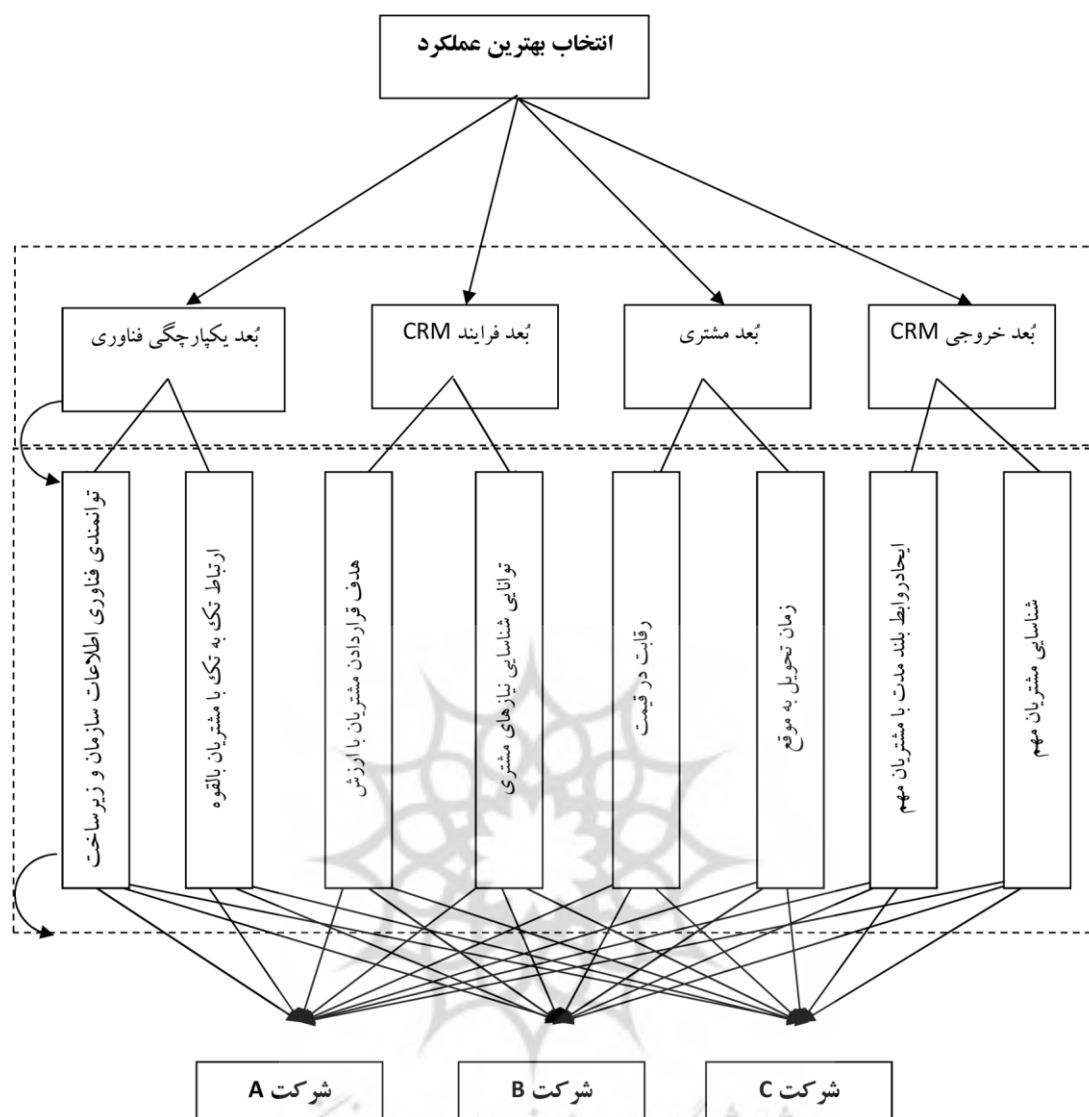 انتخاب بهترین عملکرد
بُعد خروجی CRM
بُعد مشتری
بُعد فرایند CRM
بُعد یکپارچگی فناوری
شناسایی مشتریان مهم
ایحادروابط بلند مدت با مشتریان مهم
زمان تحویل به موقع
رقابت در قیمت
توانایی شناسایی نیازهای مشتری
هدف قراردادن مشتریان با ارزش
ارتباط تک به تک با مشتریان بالقوه
توانمندی فناوری اطلاعات سازمان و زیرساخت
شرکت C
شرکت B
شرکت A